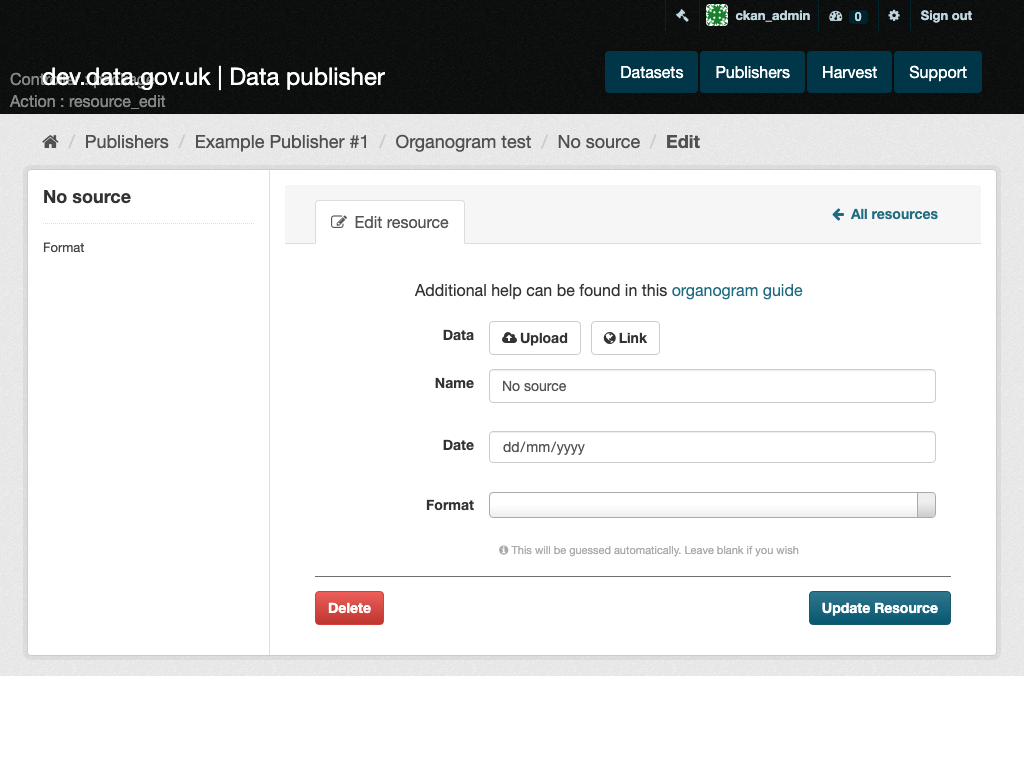 ckan_admin 0 Sign out
Controller : package
dev.data.gov.uk | Data publisher
Action : resource_edit
Datasets Publishers Harvest Support
Publishers / Example Publisher #1 / Organogram test / No source / Edit
No source
Format
Edit resource
All resources
Additional help can be found in this organogram guide
Data Upload Link
Name No source
Date dd/mm/yyyy
Format
This will be guessed automatically. Leave blank if you wish
Delete Update Resource